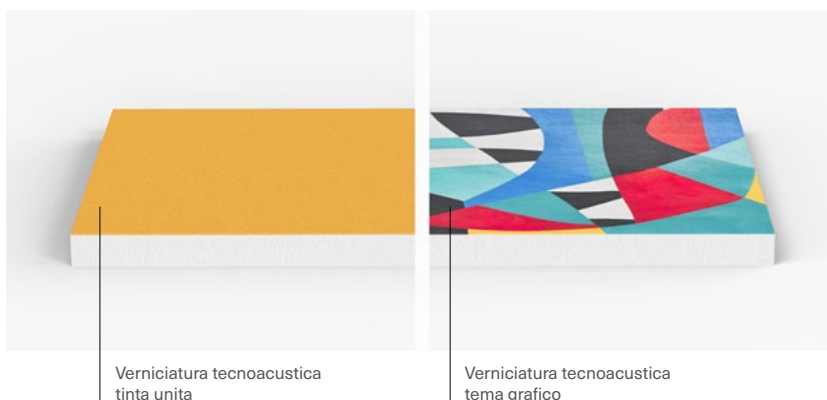 Verniciatura tecnoacustica
tinta unita
Verniciatura tecnoacustica
tema grafico